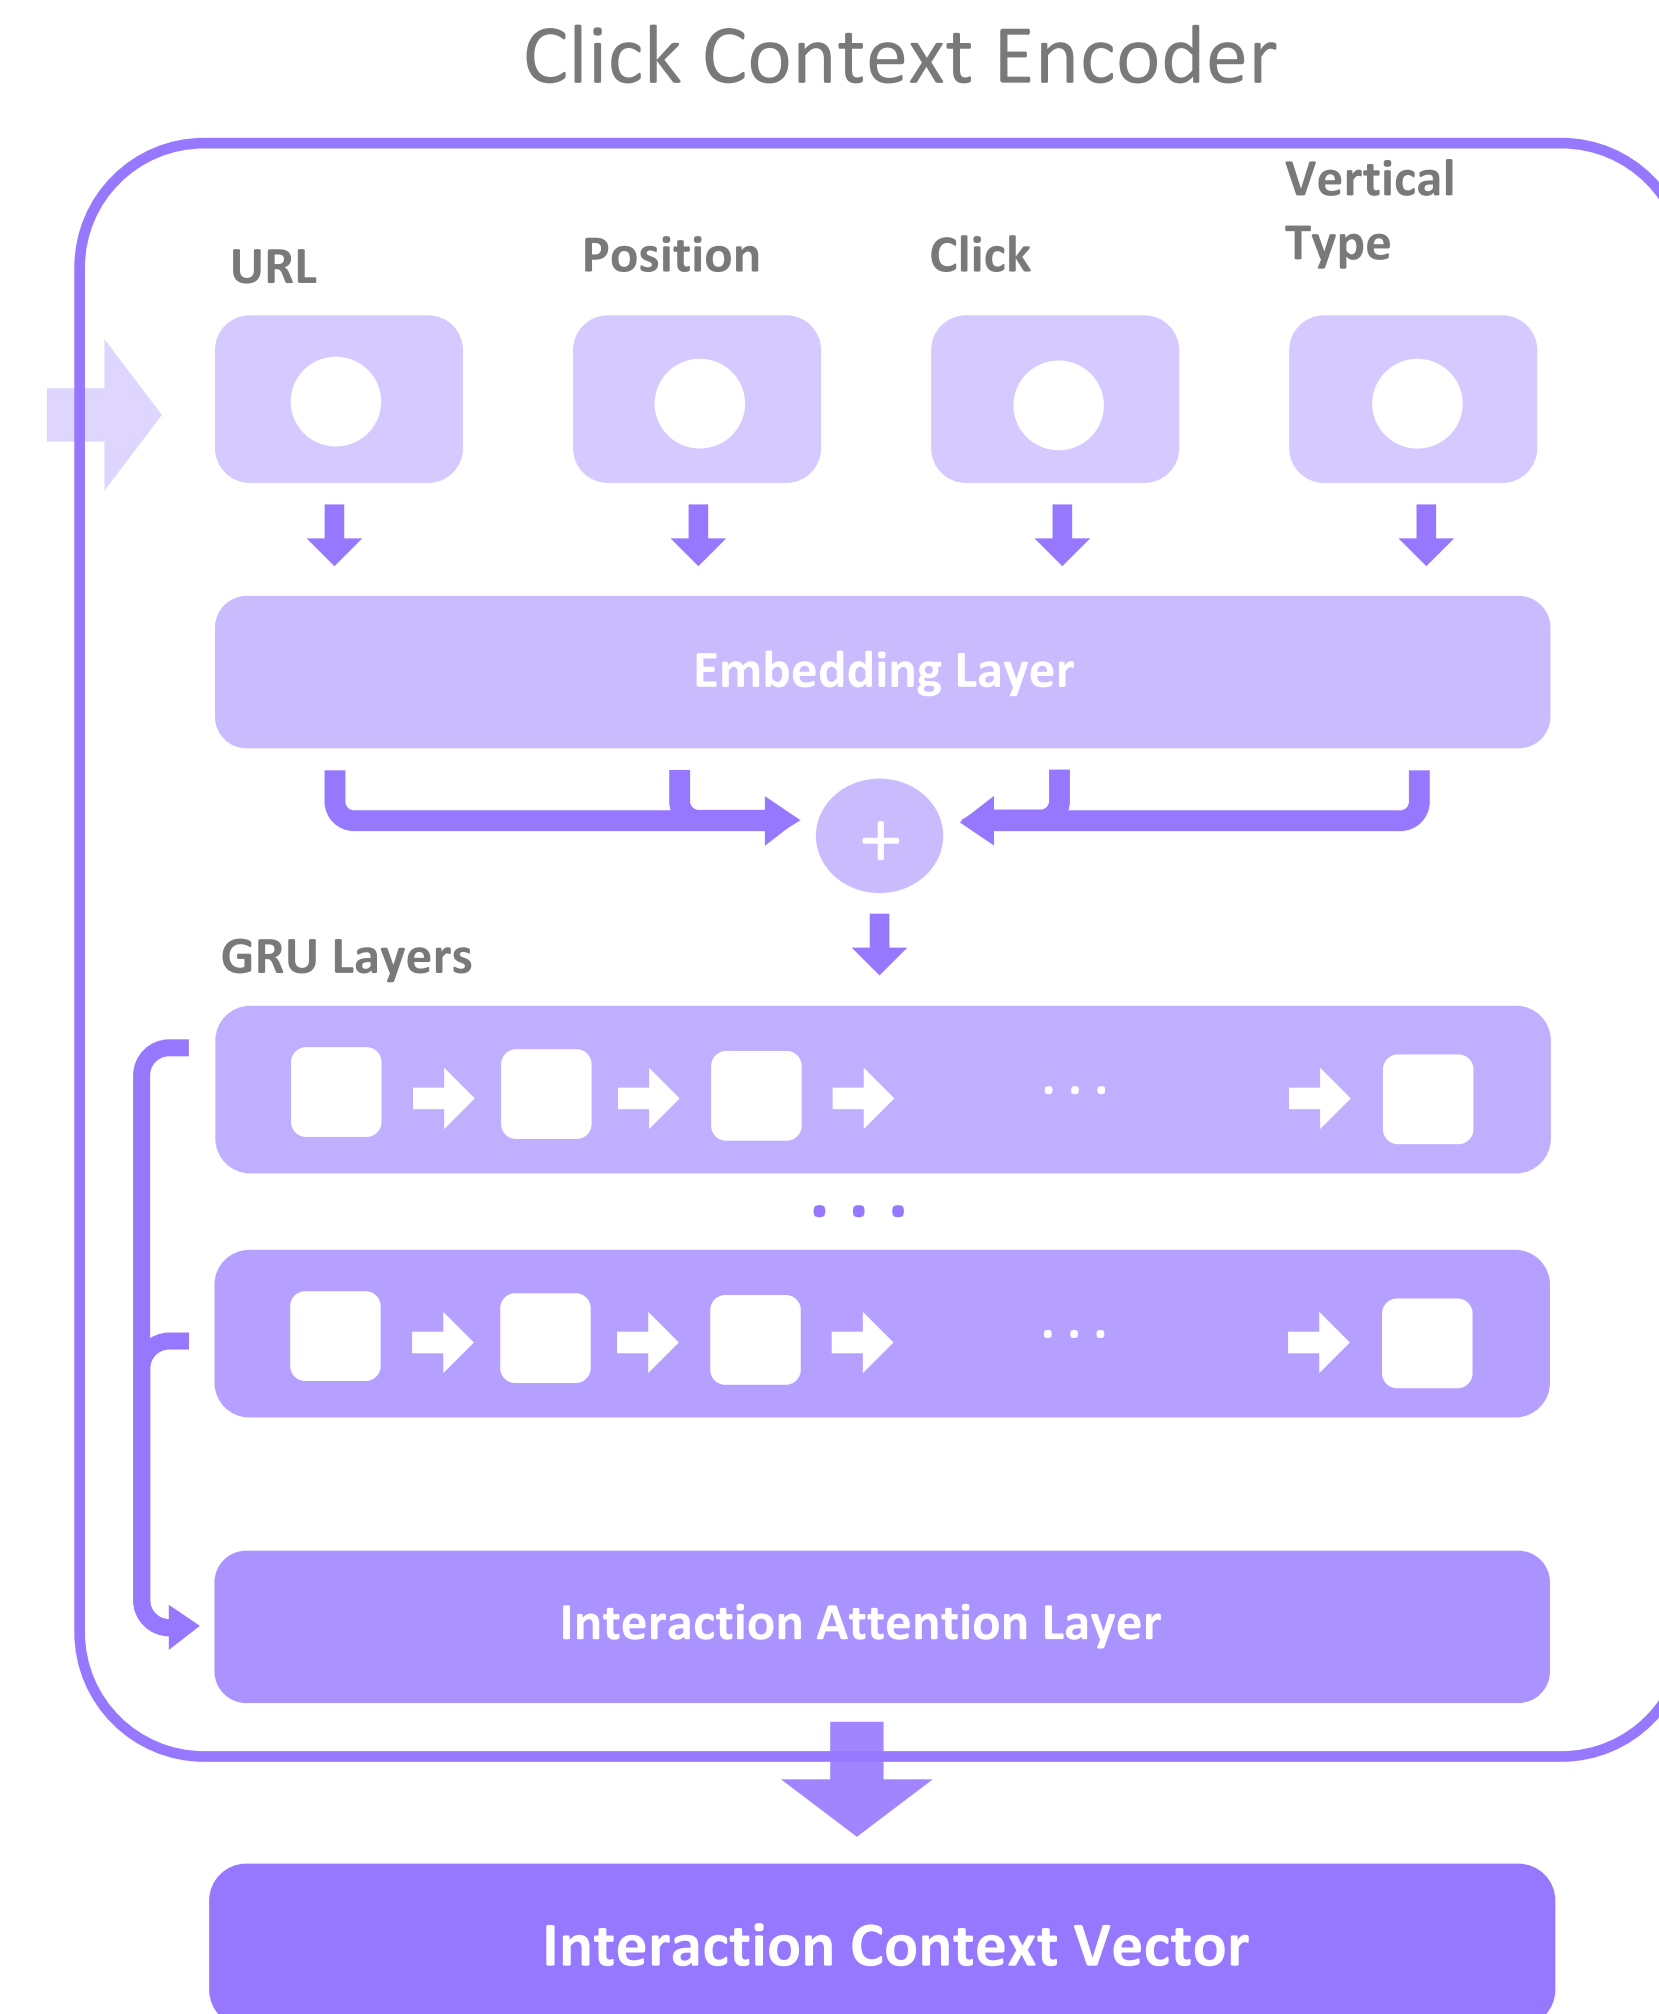 Click Context Encoder
Vertical
Type
URL
Position
Click
Embedding Layer
+
GRU Layers
...
...
...
Interaction Attention Layer
Interaction Context Vector